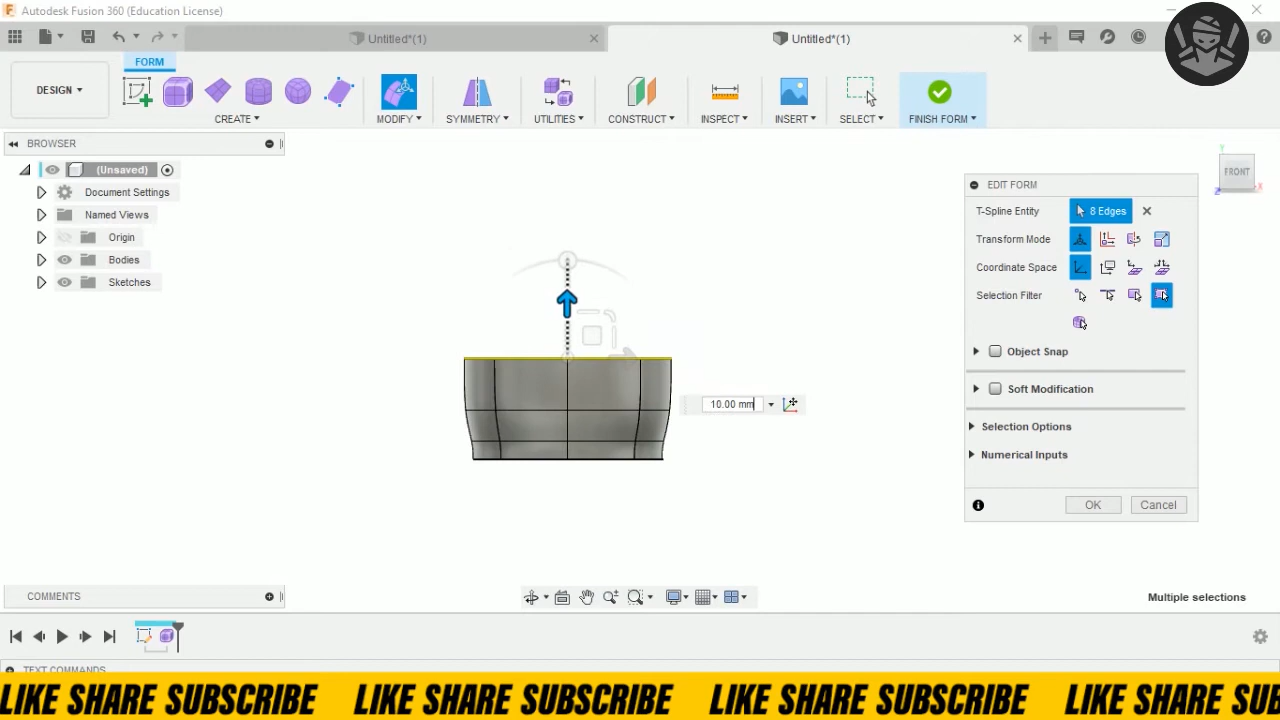 Autodesk Fusion 360 (Education License)
Untitled*(1)
Untitled*(1)
FORM
DESIGN
CREATE
MODIFY
SYMMETRY
UTILITIES
CONSTRUCT
INSPECT
INSERT
SELECT
FINISH FORM
BROWSER
(Unsaved)
Document Settings
Named Views
Origin
Bodies
Sketches
FRONT
Y
Z
X
EDIT FORM
T-Spline Entity
8 Edges
Transform Mode
Coordinate Space
Selection Filter
Object Snap
Soft Modification
Selection Options
Numerical Inputs
OK
Cancel
10.00 mm
COMMENTS
Multiple selections
TEXT COMMANDS
LIKE SHARE SUBSCRIBE LIKE SHARE SUBSCRIBE LIKE SHARE SUBSCRIBE LIKE SHARE SU